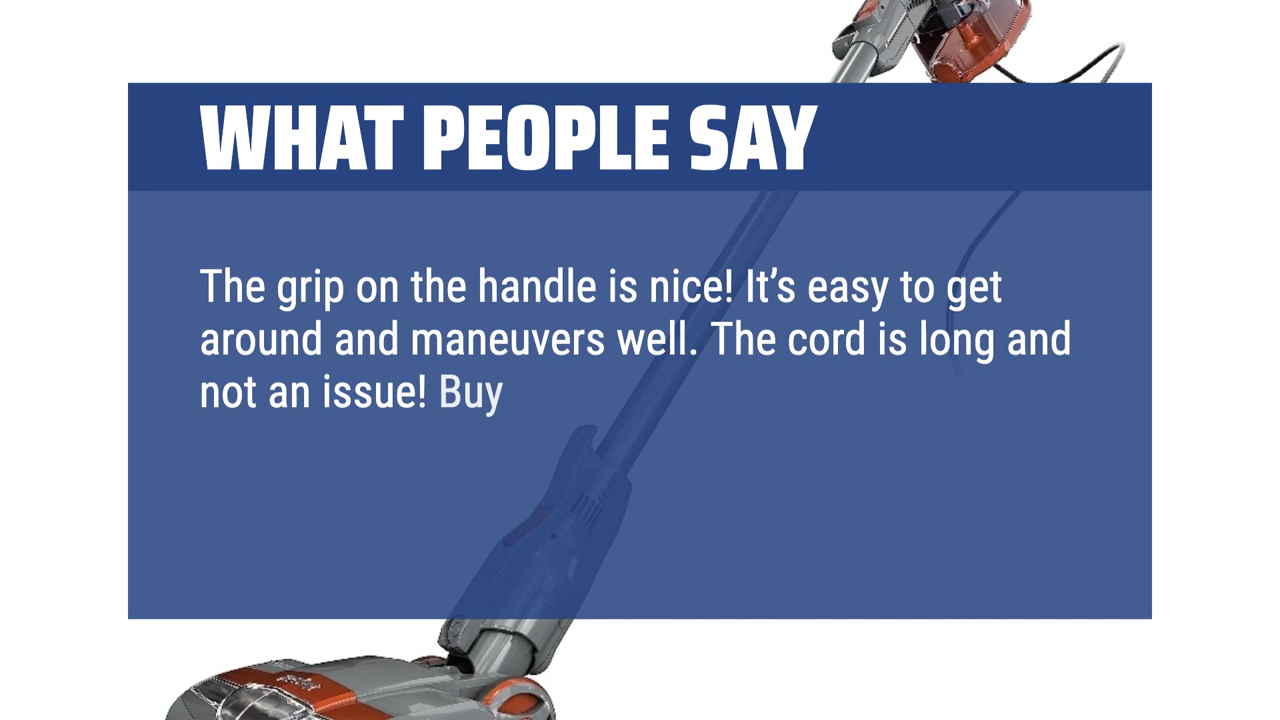 WHAT PEOPLE SAY
The grip on the handle is nice! It’s easy to get
around and maneuvers well. The cord is long and
not an issue! Buy